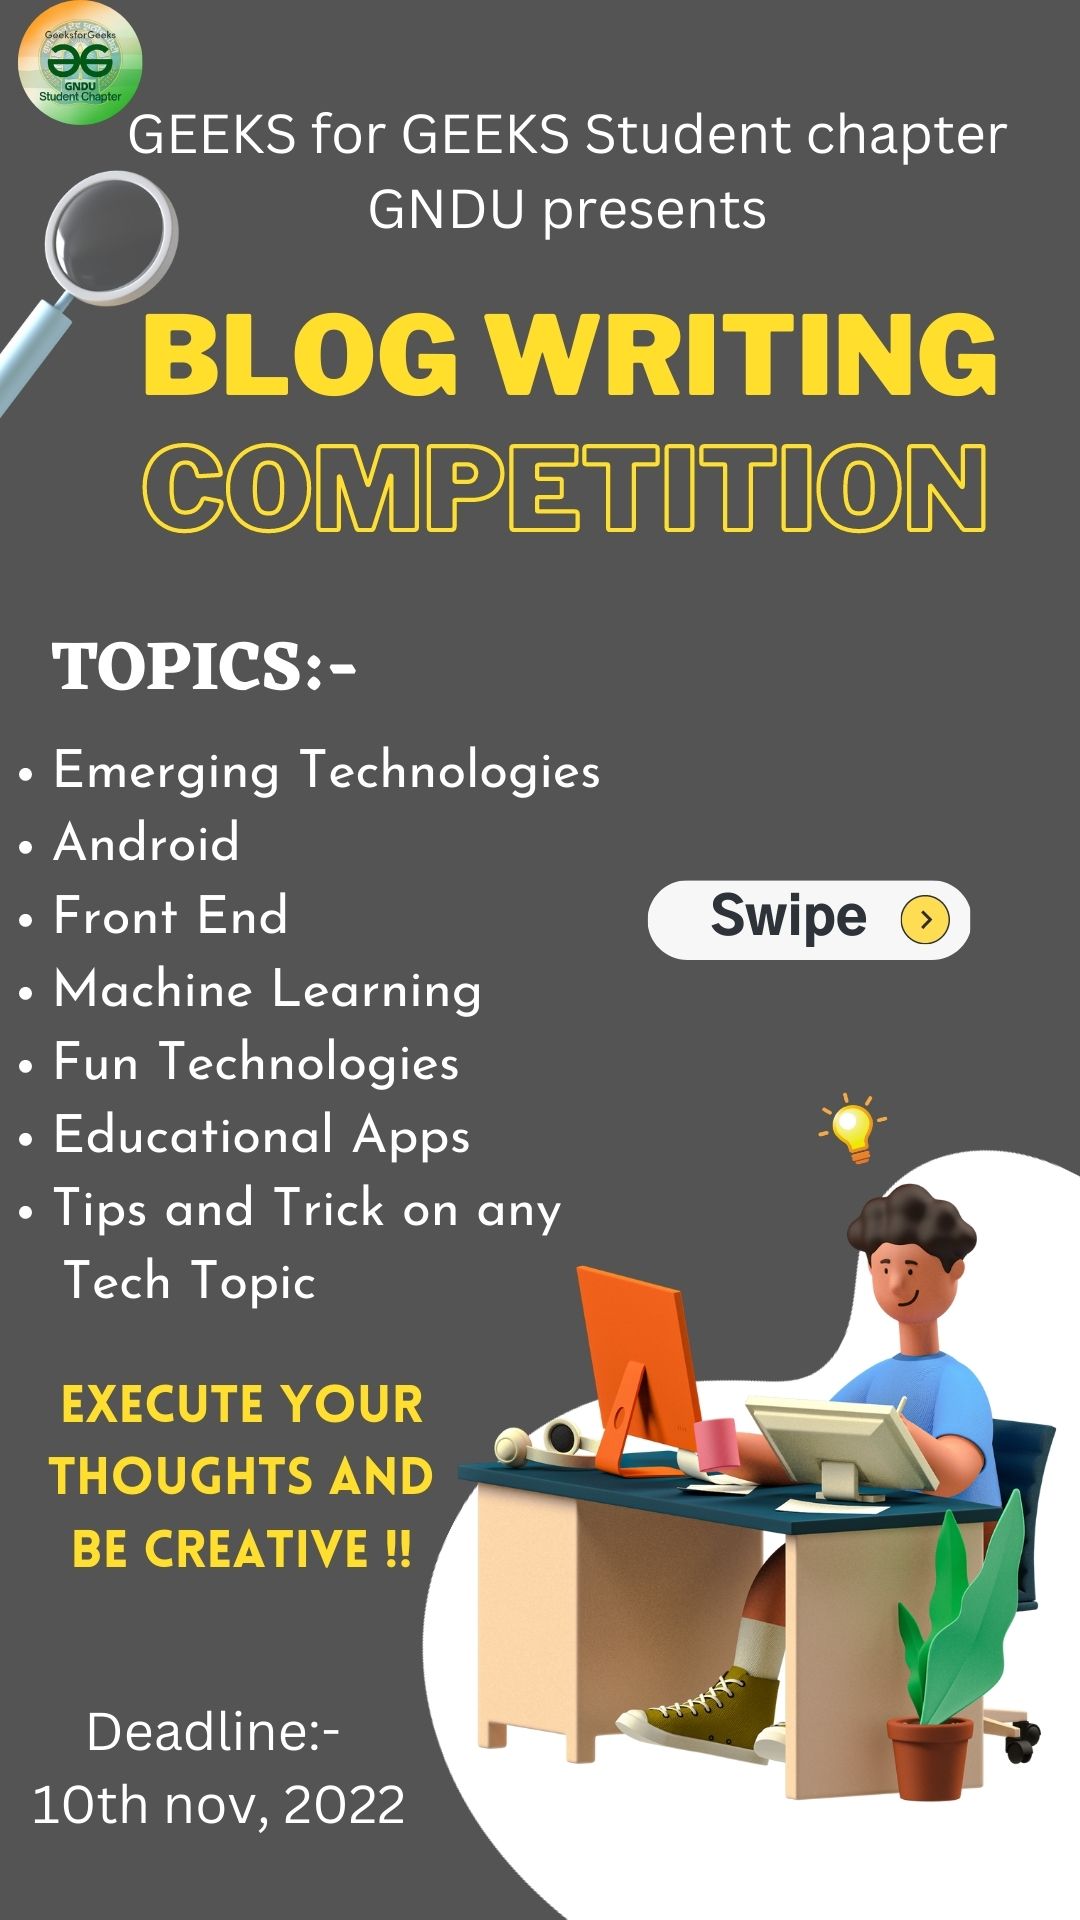 GeeksforGeeks
GNDU
Student Chapter
GEEKS for GEEKS Student chapter
GNDU presents
BLOG WRITING
COMPETITION
TOPICS:-
• Emerging Technologies
• Android
• Front End
• Machine Learning
• Fun Technologies
• Educational Apps
• Tips and Trick on any
Tech Topic
Swipe
EXECUTE YOUR
THOUGHTS AND
BE CREATIVE !!
Deadline:-
10th nov, 2022